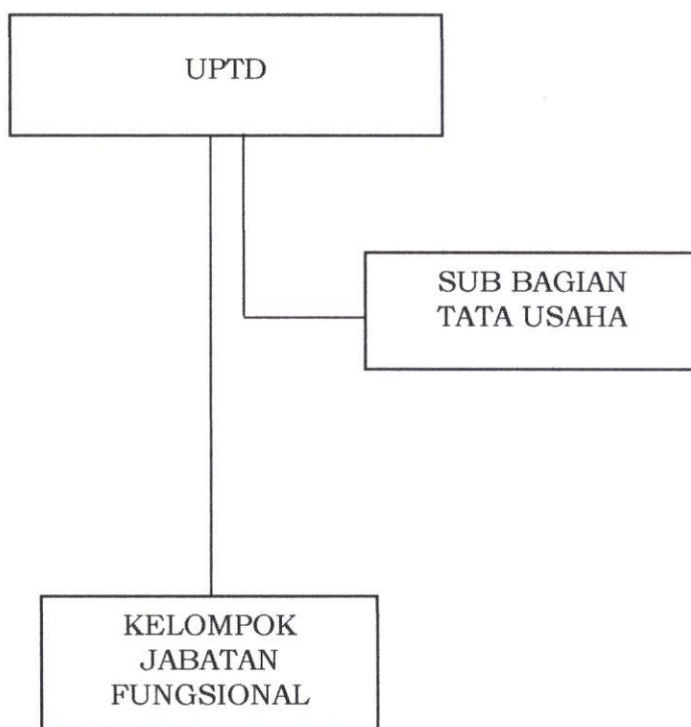 UPTD
SUB BAGIAN
TATA USAHA
KELOMPOK
JABATAN
FUNGSIONAL